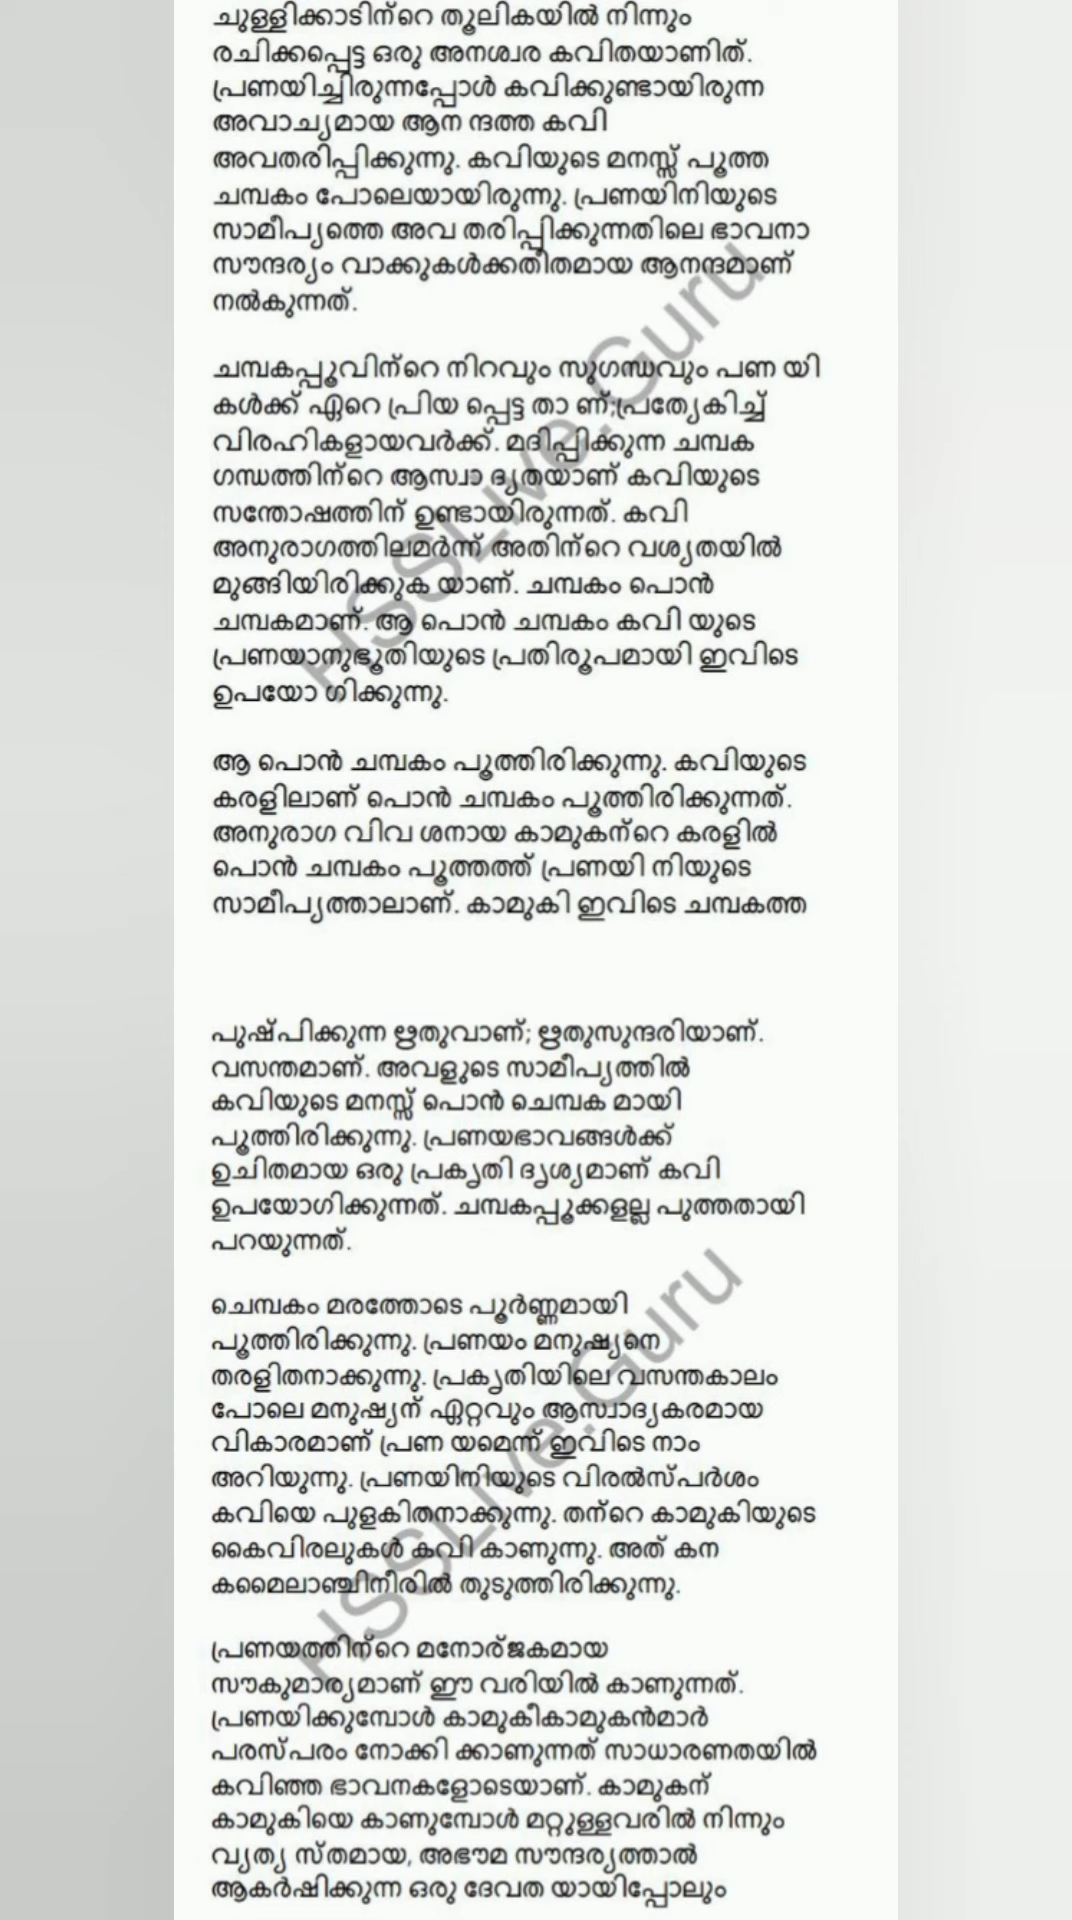 ചുള്ളിക്കാടിന്റെ തൂലികയിൽ നിന്നും
രചിക്കപ്പെട്ട ഒരു അനശ്വര കവിതയാണിത്.
പ്രണയിച്ചിരുന്നപ്പോൾ കവിക്കുണ്ടായിരുന്ന
അവാച്യമായ ആന ന്ദത്ത കവി
അവതരിപ്പിക്കുന്നു. കവിയുടെ മനസ്സ് പൂത്ത
ചമ്പകം പോലെയായിരുന്നു. പ്രണയിനിയുടെ
സാമീപ്യത്തെ അവ തരിപ്പിക്കുന്നതിലെ ഭാവനാ
സൗന്ദര്യം വാക്കുകൾക്കതീതമായ ആനന്ദമാണ്
നൽകുന്നത്.
ചമ്പകപ്പൂവിന്റെ നിറവും സുഗന്ധവും പണ യി
കൾക്ക് ഏറെ പ്രിയ പ്പെട്ട താ ണ്;പ്രത്യേകിച്ച്
വിരഹികളായവർക്ക്. മദിപ്പിക്കുന്ന ചമ്പക
ഗന്ധത്തിന്റെ ആസ്വാ ദ്യതയാണ് കവിയുടെ
സന്തോഷത്തിന് ഉണ്ടായിരുന്നത്. കവി
അനുരാഗത്തിലമർന്ന് അതിന്റെ വശ്യതയിൽ
മുങ്ങിയിരിക്കുക യാണ്. ചമ്പകം പൊൻ
ചമ്പകമാണ്. ആ പൊൻ ചമ്പകം കവി യുടെ
പ്രണയാനുഭൂതിയുടെ പ്രതിരൂപമായി ഇവിടെ
ഉപയോ ഗിക്കുന്നു.
ആ പൊൻ ചമ്പകം പൂത്തിരിക്കുന്നു. കവിയുടെ
കരളിലാണ് പൊൻ ചമ്പകം പൂത്തിരിക്കുന്നത്.
അനുരാഗ വിവ ശനായ കാമുകന്റെ കരളിൽ
പൊൻ ചമ്പകം പൂത്തത്ത് പ്രണയി നിയുടെ
സാമീപ്യത്താലാണ്. കാമുകി ഇവിടെ ചമ്പകത്ത
പുഷ്പിക്കുന്ന ഋതുവാണ്; ഋതുസുന്ദരിയാണ്.
വസന്തമാണ്. അവളുടെ സാമീപ്യത്തിൽ
കവിയുടെ മനസ്സ് പൊൻ ചെമ്പക മായി
പൂത്തിരിക്കുന്നു. പ്രണയഭാവങ്ങൾക്ക്
ഉചിതമായ ഒരു പ്രകൃതി ദൃശ്യമാണ് കവി
ഉപയോഗിക്കുന്നത്. ചമ്പകപ്പൂക്കളല്ല പുത്തതായി
പറയുന്നത്.
ചെമ്പകം മരത്തോടെ പൂർണ്ണമായി
പൂത്തിരിക്കുന്നു. പ്രണയം മനുഷ്യനെ
തരളിതനാക്കുന്നു. പ്രകൃതിയിലെ വസന്തകാലം
പോലെ മനുഷ്യന് ഏറ്റവും ആസ്വാദ്യകരമായ
വികാരമാണ് പ്രണ യമെന്ന് ഇവിടെ നാം
അറിയുന്നു. പ്രണയിനിയുടെ വിരൽസ്പർശം
കവിയെ പുളകിതനാക്കുന്നു. തന്റെ കാമുകിയുടെ
കൈവിരലുകൾ കവി കാണുന്നു. അത് കന
കമൈലാഞ്ചിനീരിൽ തുടുത്തിരിക്കുന്നു.
പ്രണയത്തിന്റെ മനോര്ജകമായ
സൗകുമാര്യമാണ് ഈ വരിയിൽ കാണുന്നത്.
പ്രണയിക്കുമ്പോൾ കാമുകീകാമുകൻമാർ
പരസ്പരം നോക്കി ക്കാണുന്നത് സാധാരണതയിൽ
കവിഞ്ഞ ഭാവനകളോടെയാണ്. കാമുകന്
കാമുകിയെ കാണുമ്പോൾ മറ്റുള്ളവരിൽ നിന്നും
വ്യത്യ സ്തമായ, അഭൗമ സൗന്ദര്യത്താൽ
ആകർഷിക്കുന്ന ഒരു ദേവത യായിപ്പോലും
HSSLive.Guru
HSSLive.Guru